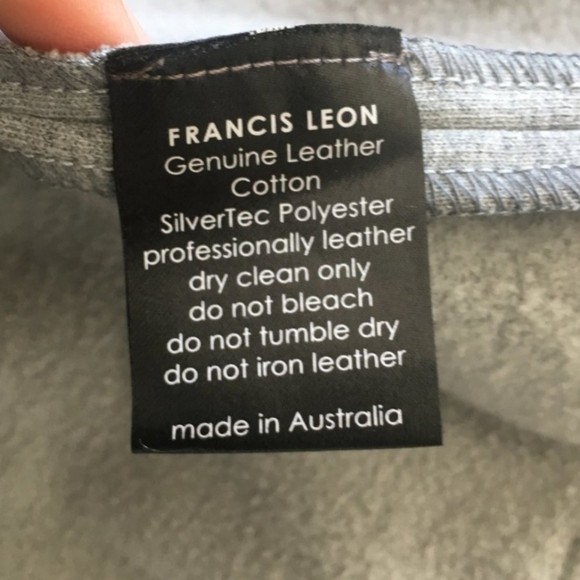 FRANCIS LEON
Genuine Leather
Cotton
SilverTec Polyester
professionally leather
dry clean only
do not bleach
do not tumble dry
do not iron leather
made in Australia